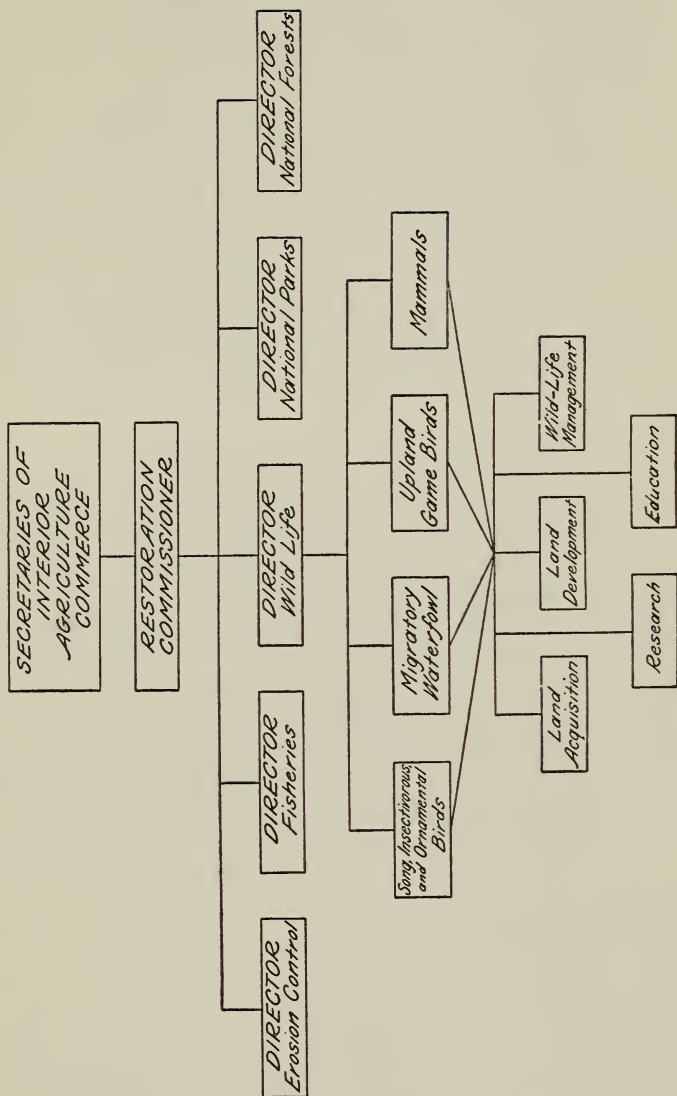 SECRETARIES OF
INTERIOR
AGRICULTURE
COMMERCE
RESTORATION
COMMISSIONER
DIRECTOR
Erosion Control
DIRECTOR
Fisheries
DIRECTOR
Wild Life
DIRECTOR
National Parks
DIRECTOR
National Forests
Song, Insectivorous,
and Ornamental
Birds
Migratory
Waterfowl
Upland
Game Birds
Mammals
Land
Acquisition
Land
Development
Wild-Life
Management
Research
Education